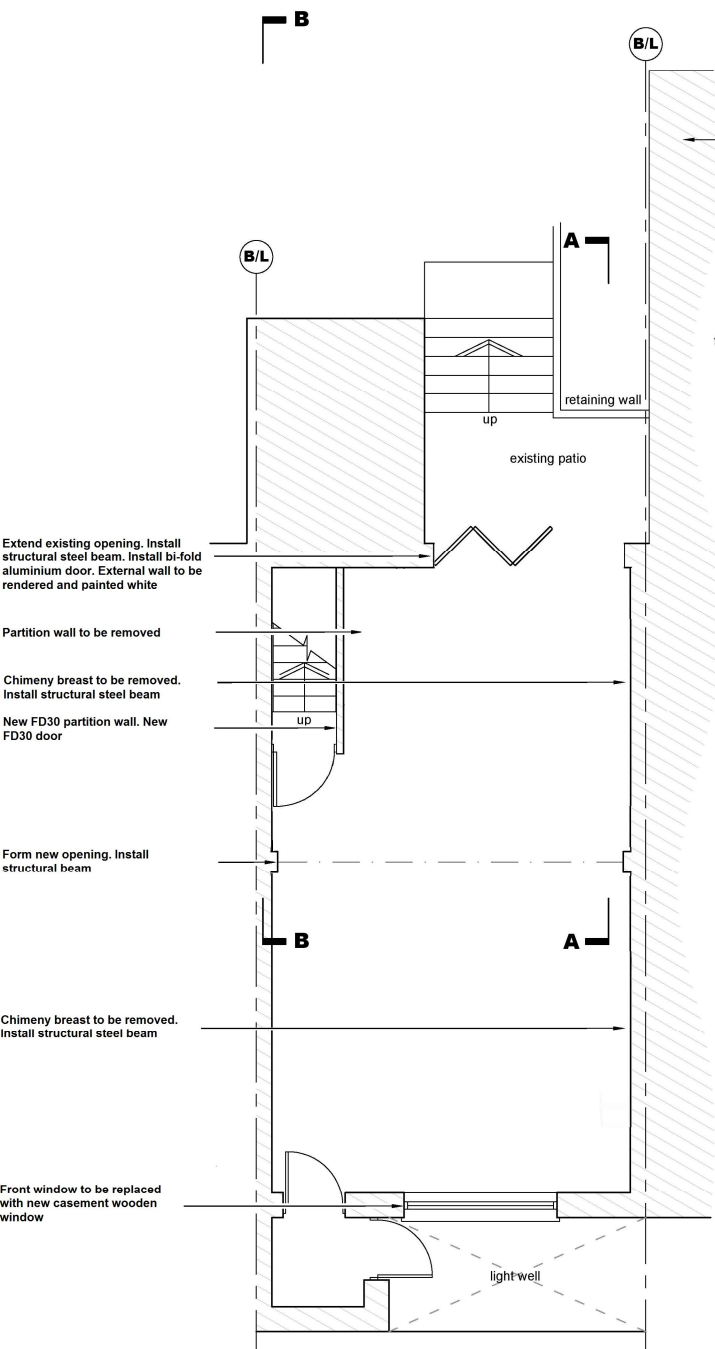 B
B/L
A
B/L
retaining wall
up
existing patio
Extend existing opening. Install
structural steel beam. Install bi-fold
aluminium door. External wall to be
rendered and painted white
Partition wall to be removed
Chimeny breast to be removed.
Install structural steel beam
up
New FD30 partition wall. New
FD30 door
Form new opening. Install
structural beam
B
A
Chimeny breast to be removed.
Install structural steel beam
Front window to be replaced
with new casement wooden
window
light well